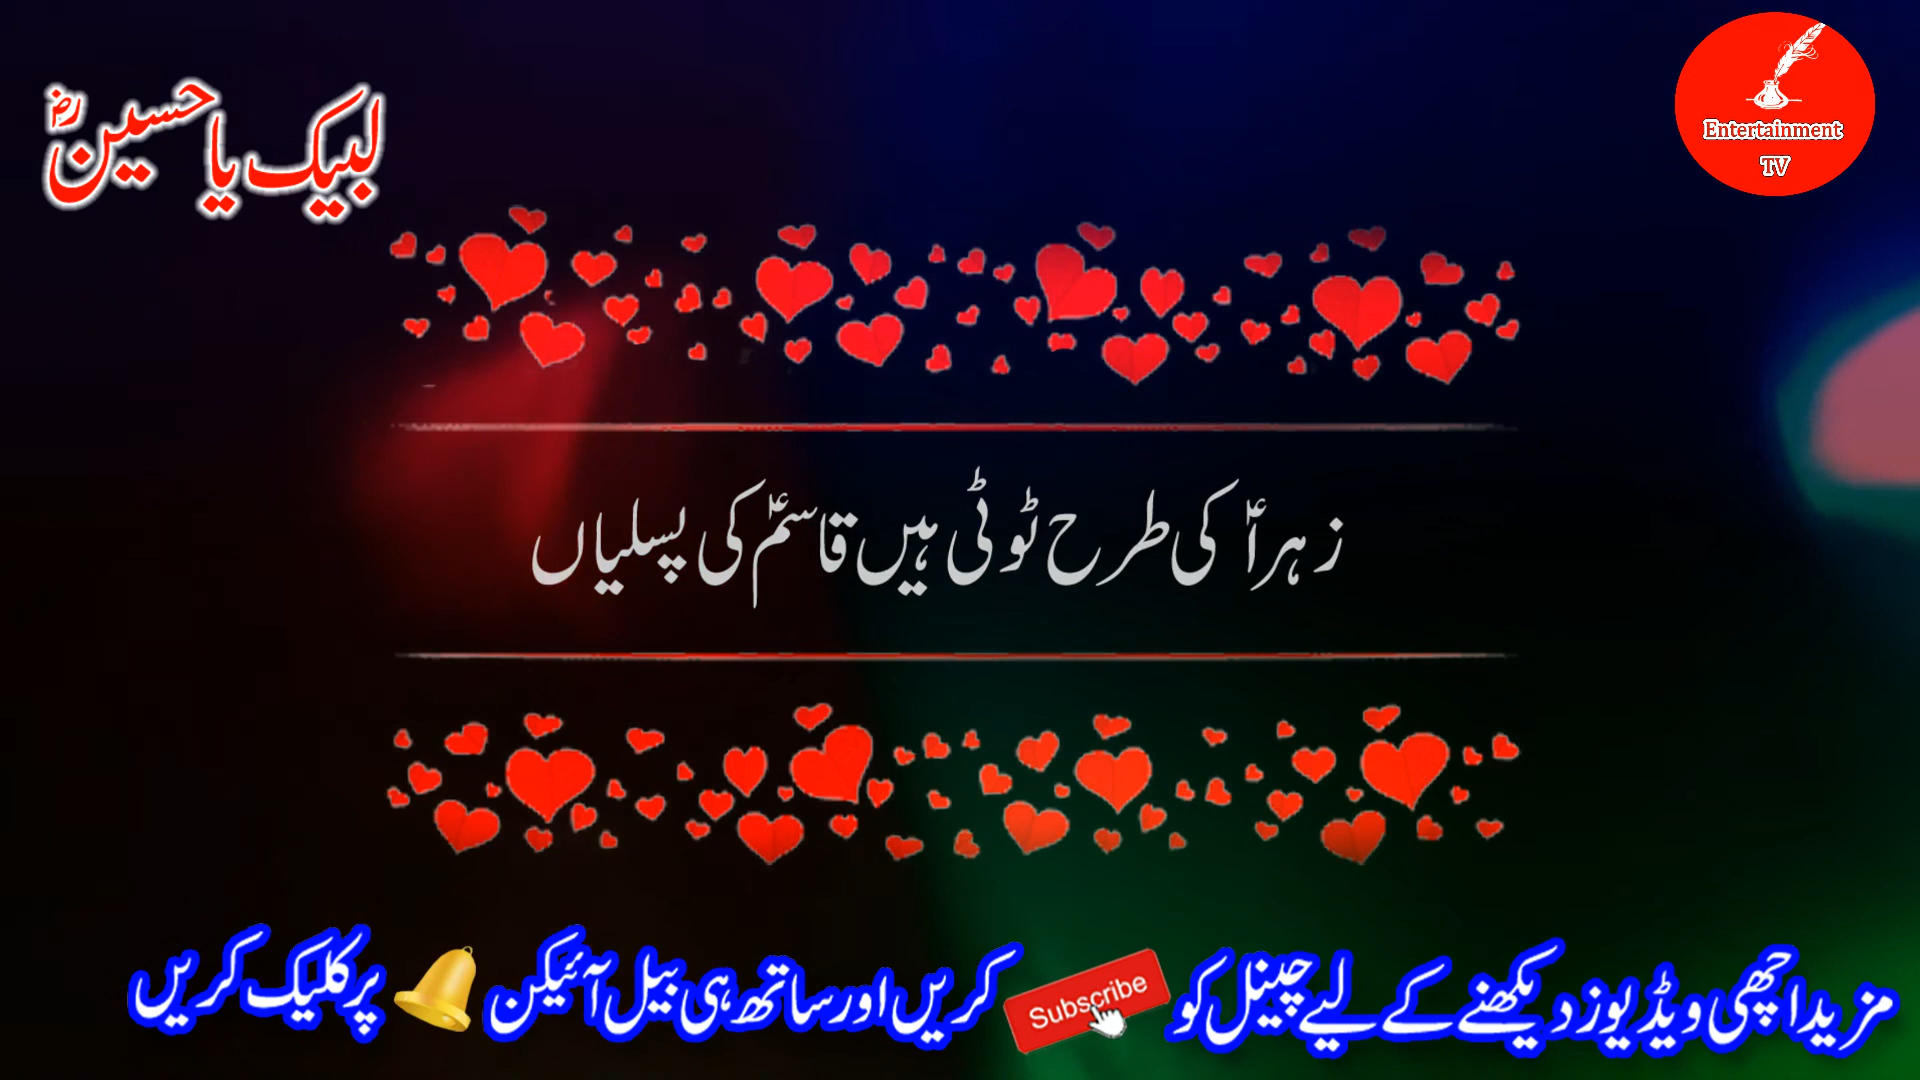 لبیک یا حسینؓ
Entertainment
TV
زہراؑ کی طرح ٹوٹی ہیں قاسمؑ کی پسلیاں
مزید اچھی ویڈیوز دیکھنے کے لیے چینل کو Subscribe کریں اور ساتھ ہی بیل آئیکن پر کلیک کریں